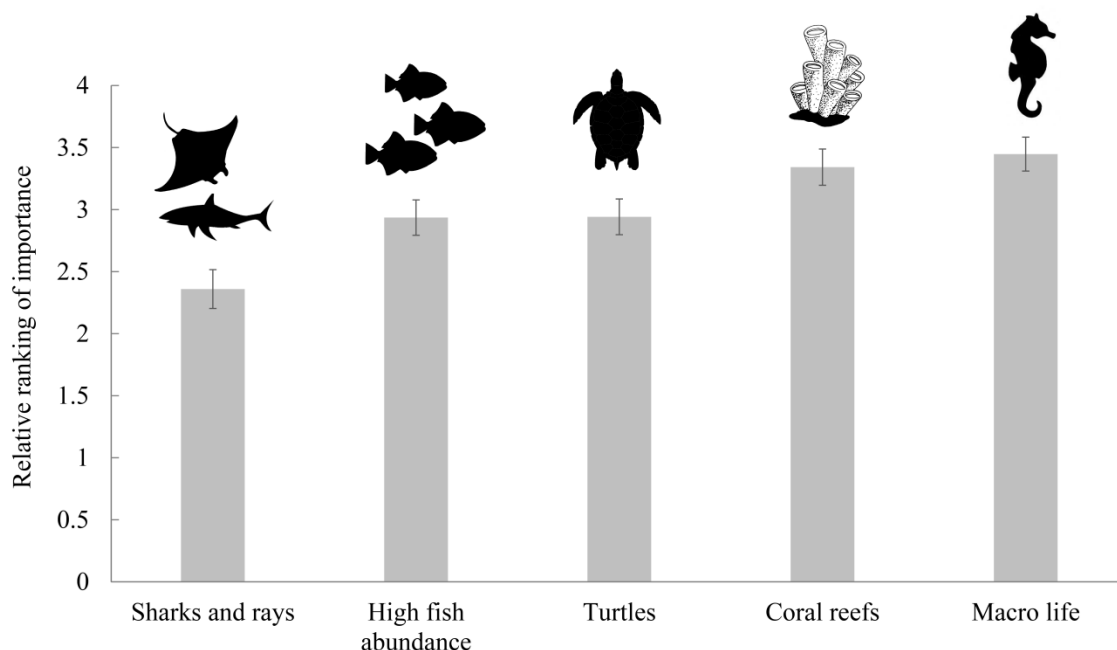 Relative ranking of importance
4
3.5
3
2.5
2
1.5
1
0.5
0
Sharks and rays
High fish
abundance
Turtles
Coral reefs
Macro life